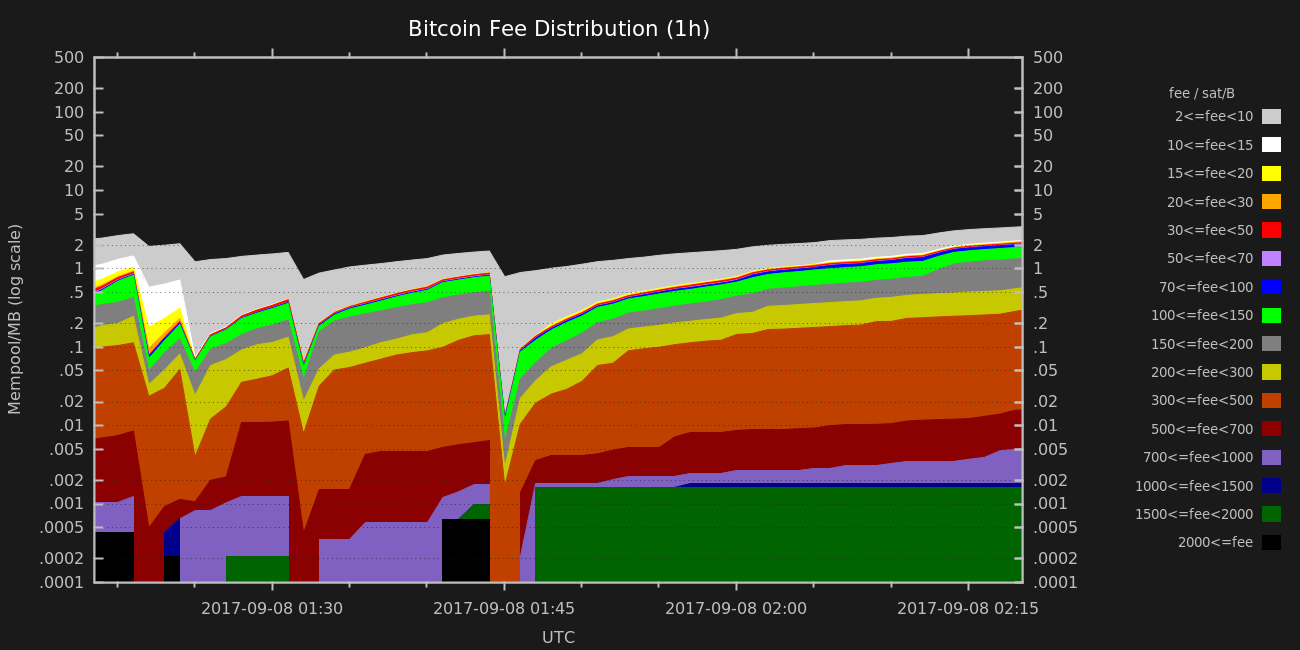 Bitcoin Fee Distribution (1h)
Mempool/MB (log scale)
500
200
100
50
20
10
5
2
1
.5
.2
.1
.05
.02
.01
.005
.002
.001
.0005
.0002
.0001
500
200
100
50
20
10
5
2
1
.5
.2
.1
.05
.02
.01
.005
.002
.001
.0005
.0002
.0001
2017-09-08 01:30 2017-09-08 01:45 2017-09-08 02:00 2017-09-08 02:15
UTC
fee / sat/B
2<=fee<10
10<=fee<15
15<=fee<20
20<=fee<30
30<=fee<50
50<=fee<70
70<=fee<100
100<=fee<150
150<=fee<200
200<=fee<300
300<=fee<500
500<=fee<700
700<=fee<1000
1000<=fee<1500
1500<=fee<2000
2000<=fee